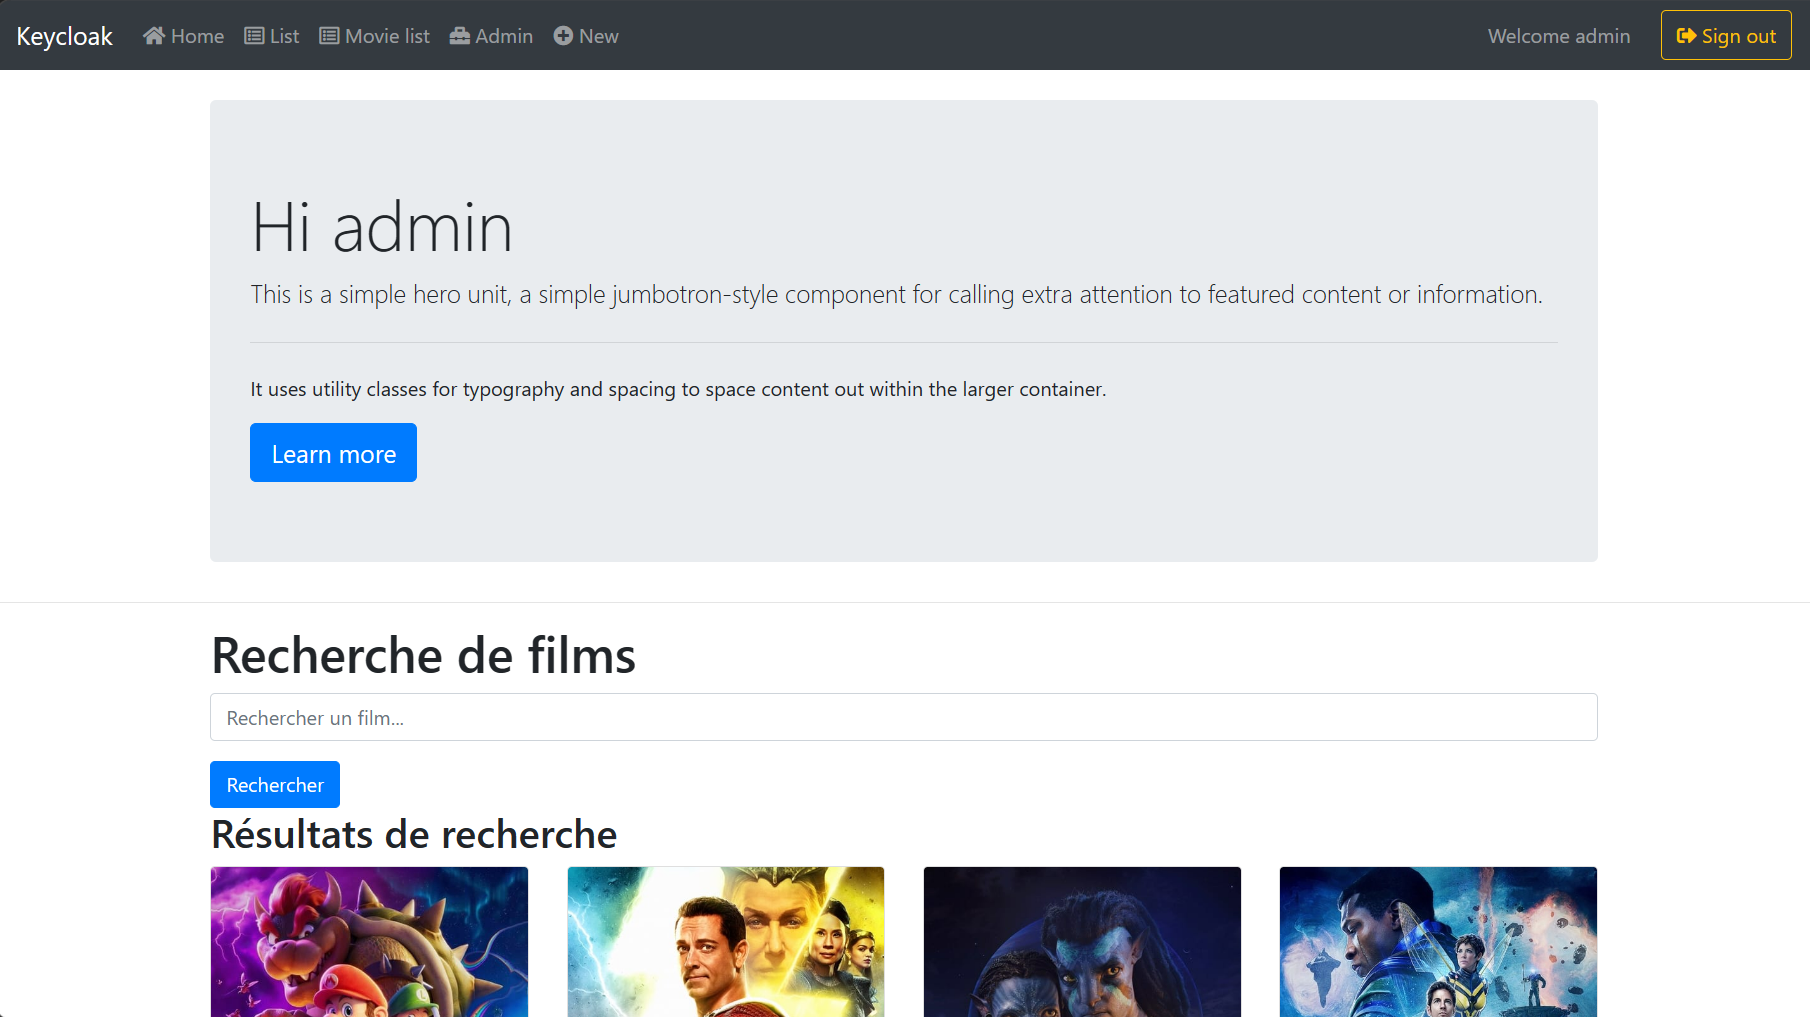 Keycloak Home List Movie list Admin New Welcome admin Sign out
Hi admin
This is a simple hero unit, a simple jumbotron-style component for calling extra attention to featured content or information.
It uses utility classes for typography and spacing to space content out within the larger container.
Learn more
Recherche de films
Rechercher un film...
Rechercher
Résultats de recherche